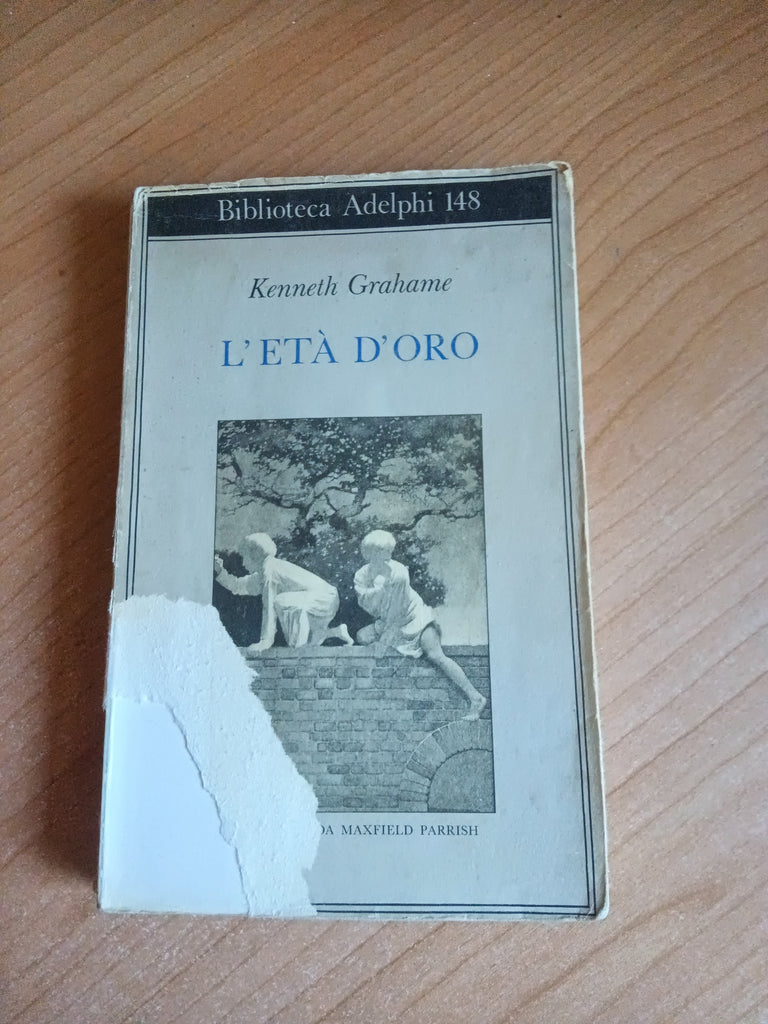 Biblioteca Adelphi 148
Kenneth Grahame
L'ETÀ D'ORO
DA MAXFIELD PARRISH